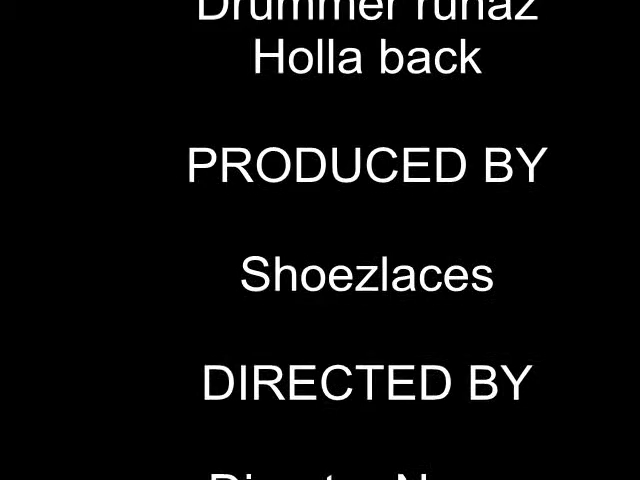 Drummer runaz
Holla back
PRODUCED BY
Shoezlaces
DIRECTED BY